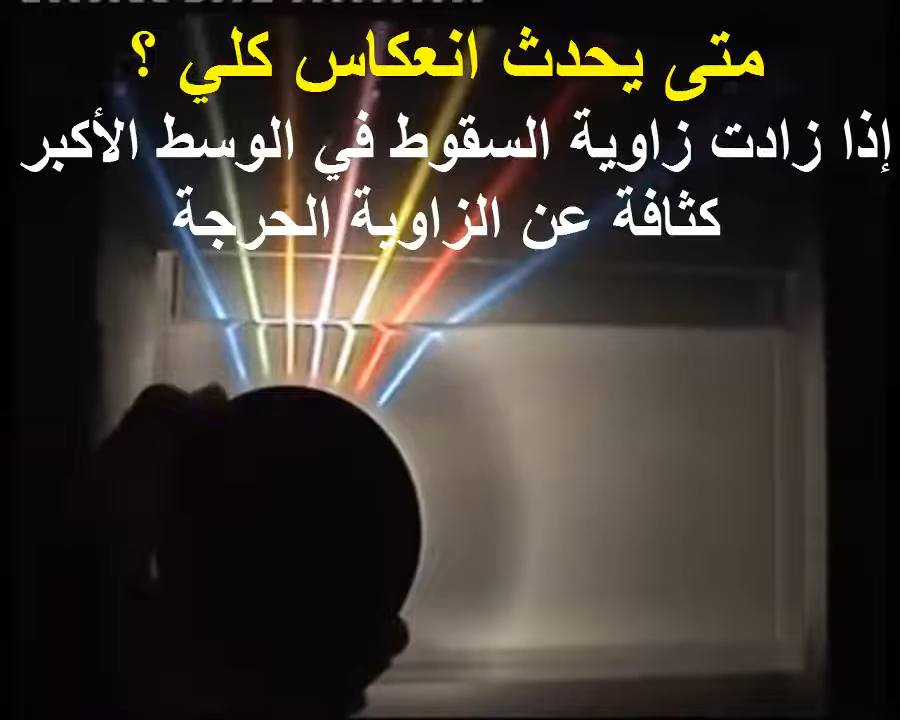 متى يحدث انعكاس كلي ؟
إذا زادت زاوية السقوط في الوسط الأكبر
كثافة عن الزاوية الحرجة